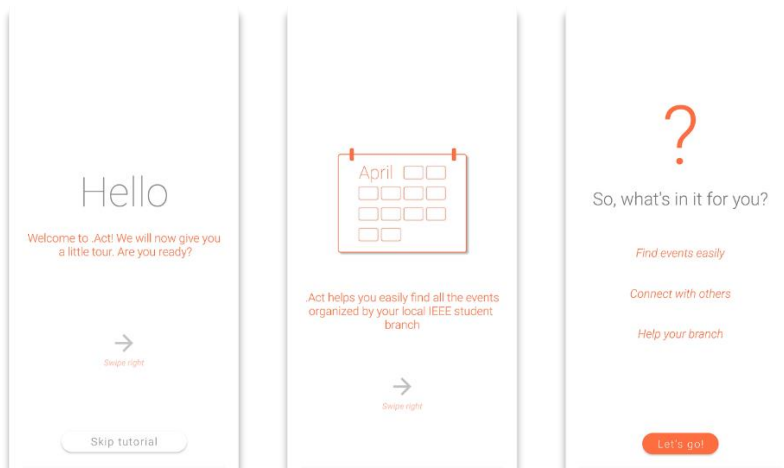 Hello
Welcome to .Act! We will now give you
a little tour. Are you ready?
Swipe right
Skip tutorial
April
.Act helps you easily find all the events
organized by your local IEEE student
branch
Swipe right
?
So, what's in it for you?
Find events easily
Connect with others
Help your branch
Let's go!